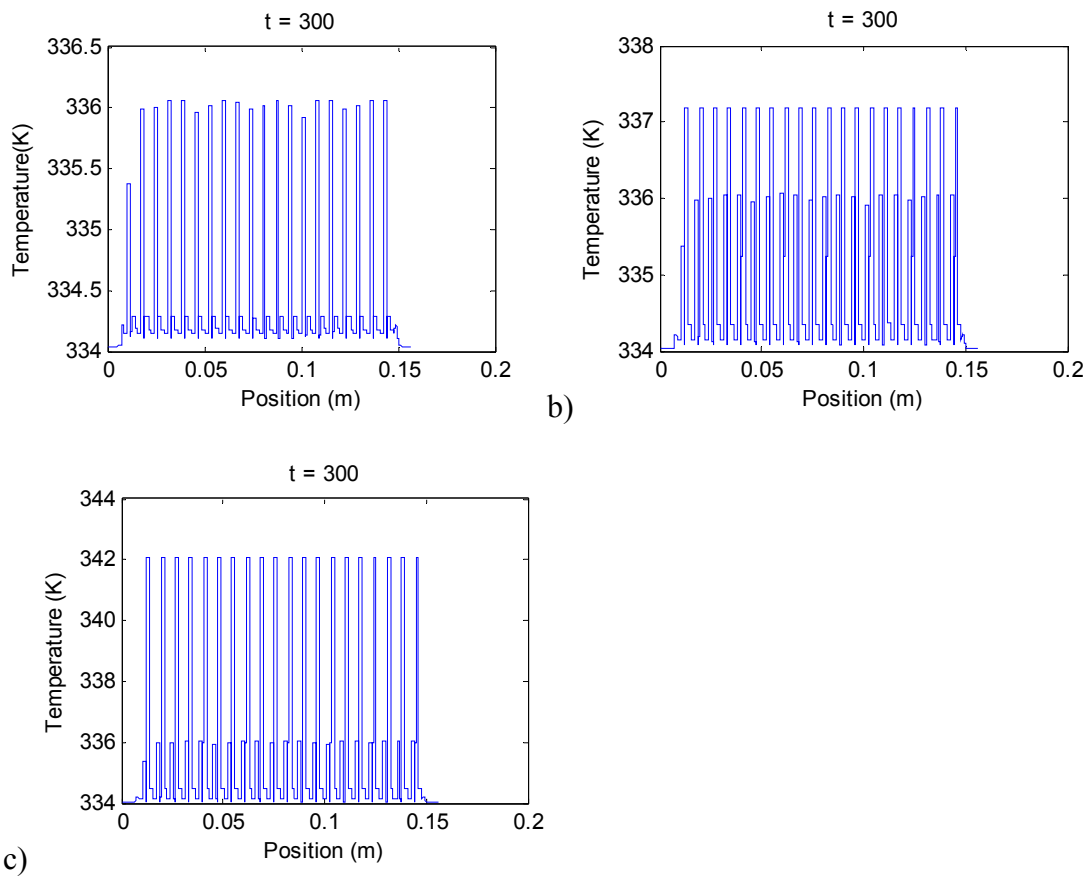 t = 300
336.5
336
335.5
335
334.5
334
0 0.05 0.1 0.15 0.2
Temperature(K)
Position (m)
b)
t = 300
338
337
336
335
334
0 0.05 0.1 0.15 0.2
Temperature (K)
Position (m)
c)
t = 300
344
342
340
338
336
334
0 0.05 0.1 0.15 0.2
Temperature (K)
Position (m)